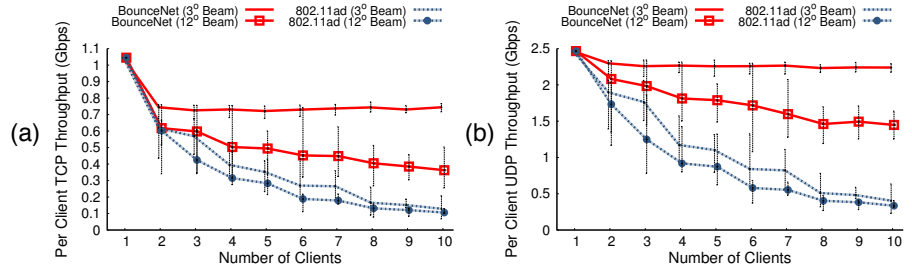 BounceNet (3° Beam) 802.11ad (3° Beam)
BounceNet (12° Beam) 802.11ad (12° Beam)
(a)
Per Client TCP Throughput (Gbps)
1.1
1
0.9
0.8
0.7
0.6
0.5
0.4
0.3
0.2
0.1
0
1 2 3 4 5 6 7 8 9 10
Number of Clients
BounceNet (3° Beam) 802.11ad (3° Beam)
BounceNet (12° Beam) 802.11ad (12° Beam)
(b)
Per Client UDP Throughput (Gbps)
2.5
2
1.5
1
0.5
0
1 2 3 4 5 6 7 8 9 10
Number of Clients